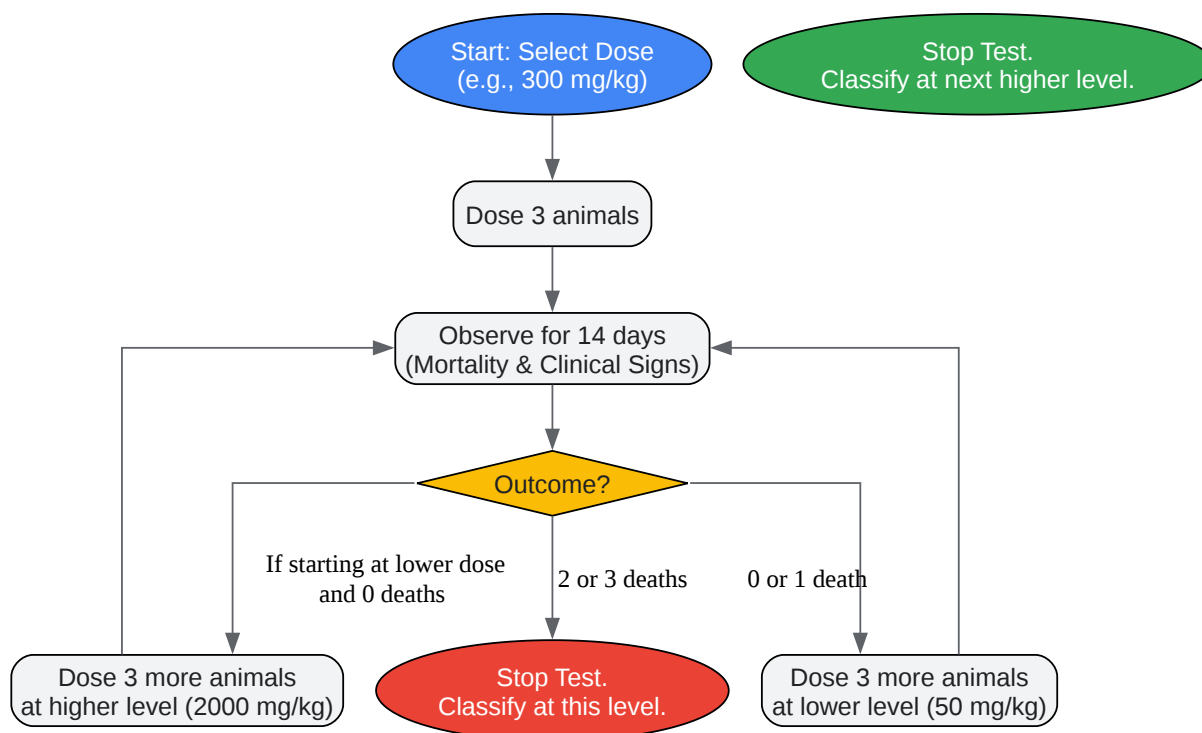 Start: Select Dose
(e.g., 300 mg/kg)
Stop Test.
Classify at next higher level.
Dose 3 animals
Observe for 14 days
(Mortality & Clinical Signs)
Outcome?
If starting at lower dose
and 0 deaths
2 or 3 deaths
0 or 1 death
Dose 3 more animals
at higher level (2000 mg/kg)
Stop Test.
Classify at this level.
Dose 3 more animals
at lower level (50 mg/kg)